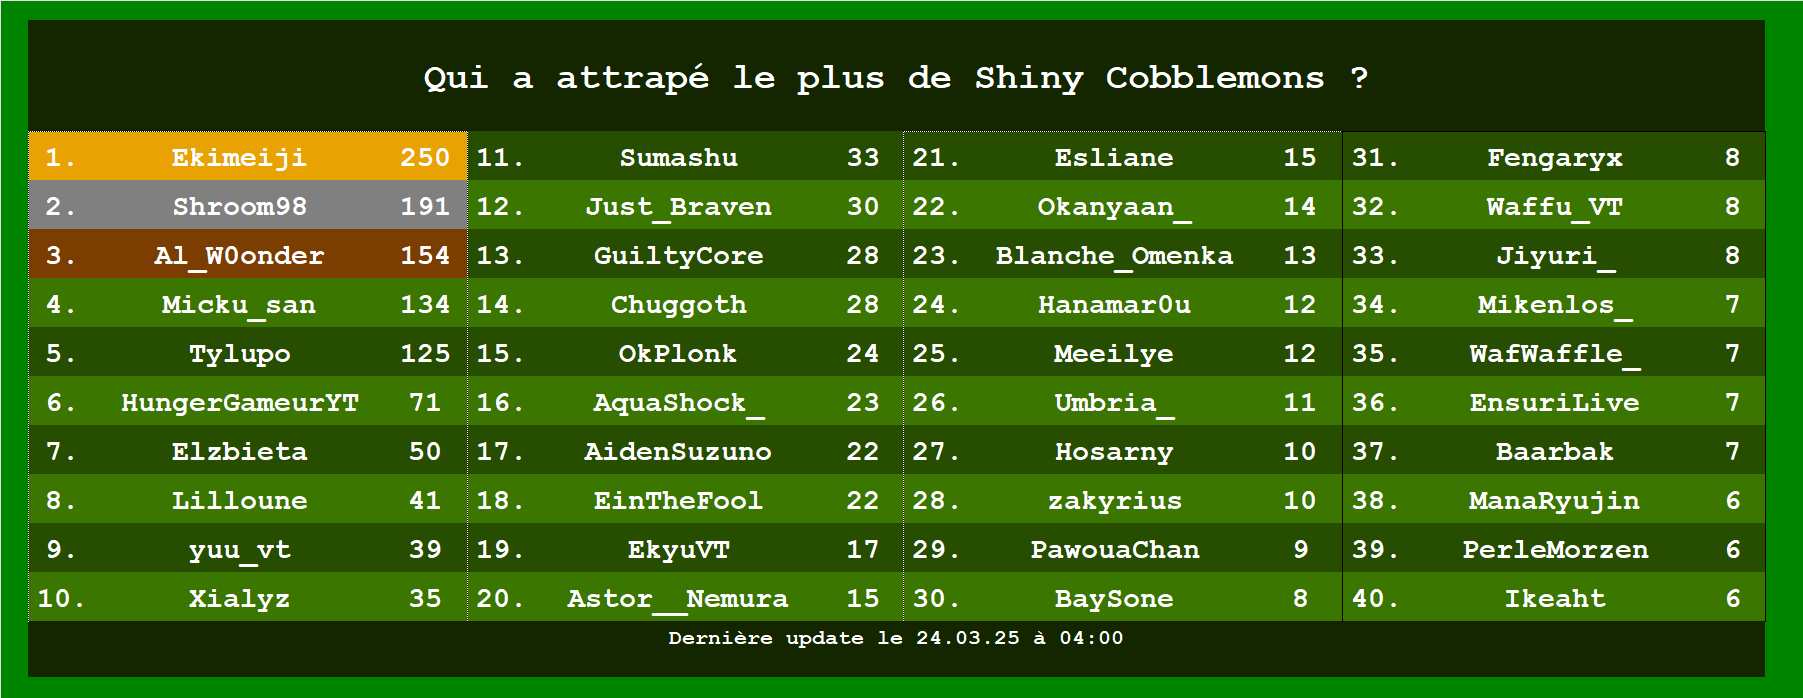 Qui a attrapé le plus de Shiny Cobblemons ?
1. Ekimeiji 250
2. Shroom98 191
3. Al_W0onder 154
4. Micku_san 134
5. Tylupo 125
6. HungerGameurYT 71
7. Elzbieta 50
8. Lilloune 41
9. yuu_vt 39
10. Xialyz 35
11. Sumashu 33
12. Just_Braven 30
13. GuiltyCore 28
14. Chuggoth 28
15. OkPlonk 24
16. AquaShock_ 23
17. AidenSuzuno 22
18. EinTheFool 22
19. EkyuVT 17
20. Astor__Nemura 15
21. Esliane 15
22. Okanyaan_ 14
23. Blanche_Omenka 13
24. Hanamar0u 12
25. Meeilye 12
26. Umbria_ 11
27. Hosarny 10
28. zakyrius 10
29. PawouaChan 9
30. BaySone 8
31. Fengaryx 8
32. Waffu_VT 8
33. Jiyuri_ 8
34. Mikenlos_ 7
35. WafWaffle_ 7
36. EnsuriLive 7
37. Baarbak 7
38. ManaRyujin 6
39. PerleMorzen 6
40. Ikeaht 6
Dernière update le 24.03.25 à 04:00